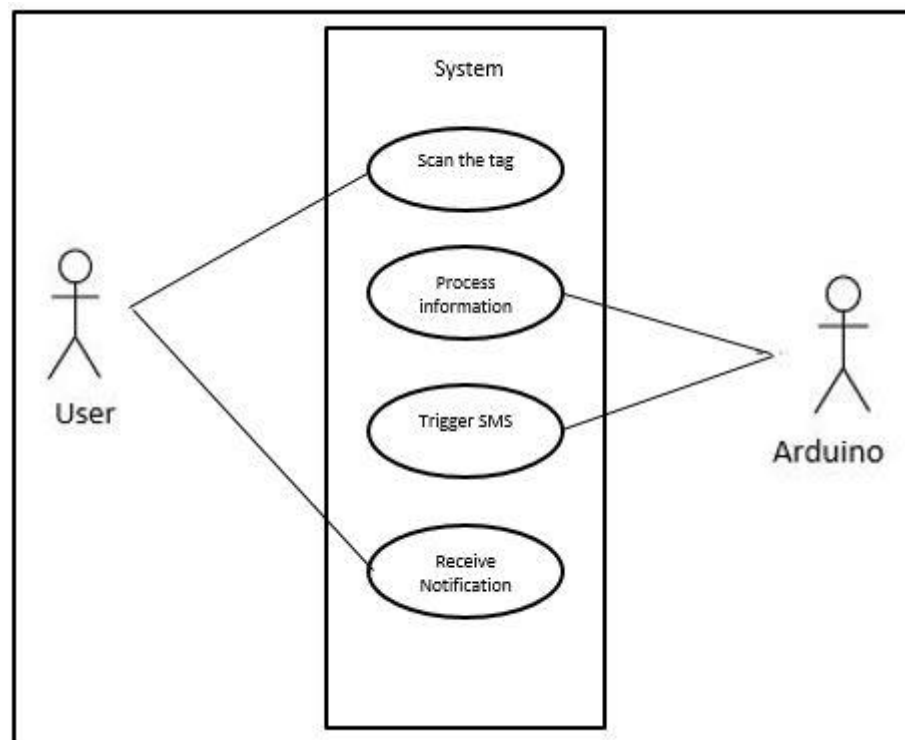 System
Scan the tag
Process
information
User
Trigger SMS
Arduino
Receive
Notification